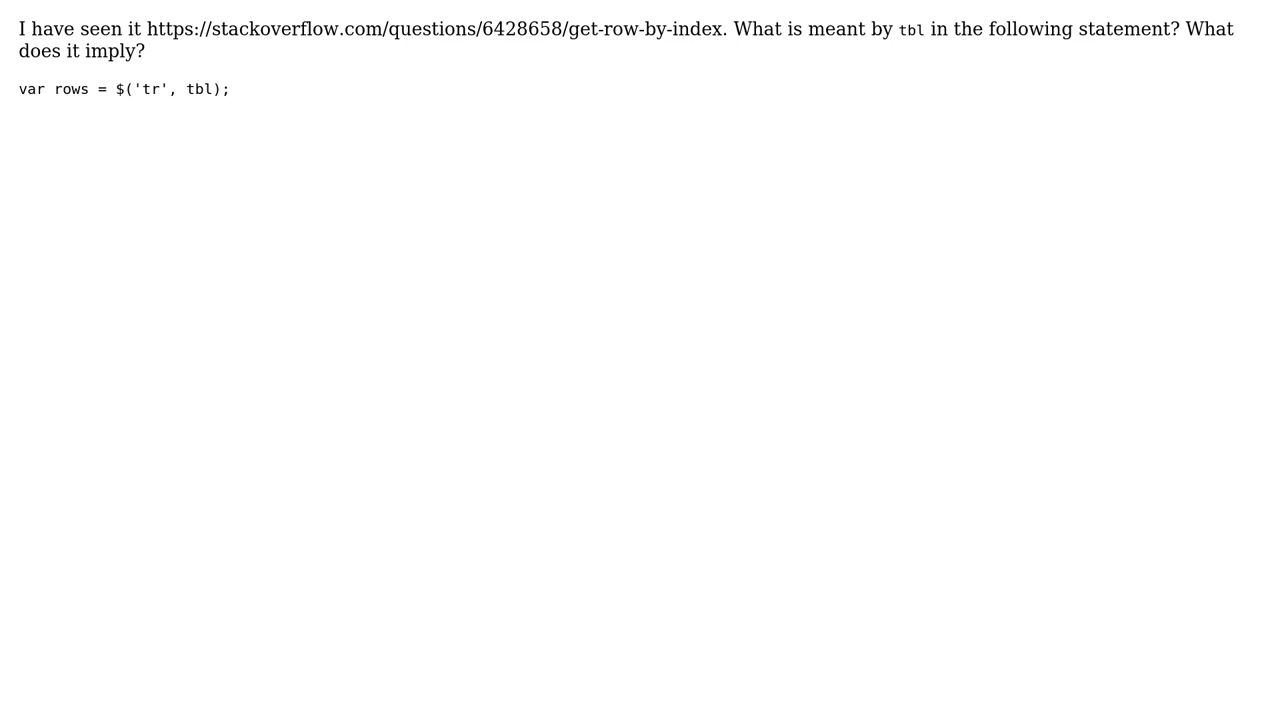 I have seen it https://stackoverflow.com/questions/6428658/get-row-by-index. What is meant by tbl in the following statement? What
does it imply?
var rows = $('tr', tbl);